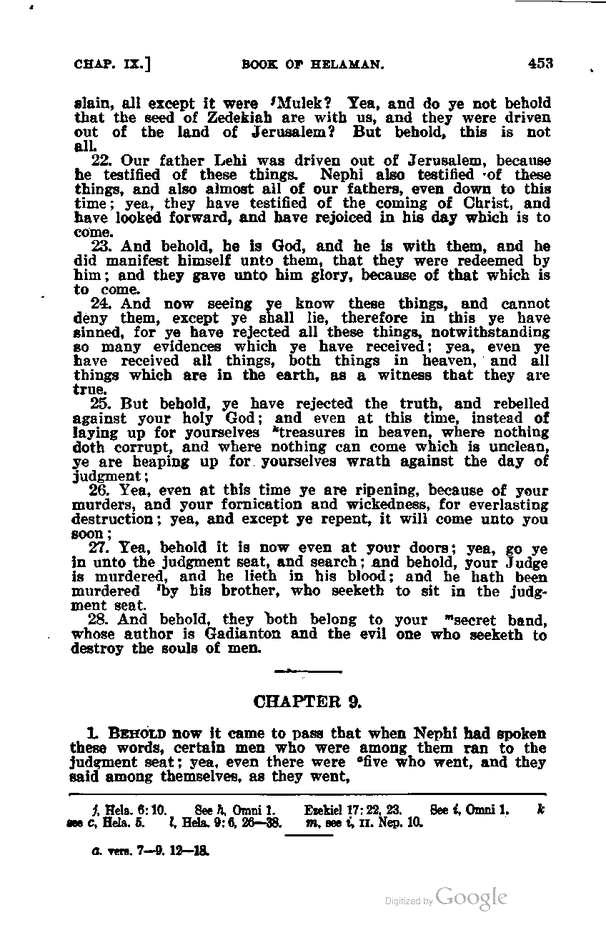 CHAP. IX.] BOOK OF HELAMAN. 453
slain, all except it were ʲMulek? Yea, and do ye not behold
that the seed of Zedekiah are with us, and they were driven
out of the land of Jerusalem? But behold, this is not
all.
22. Our father Lehi was driven out of Jerusalem, because
he testified of these things. Nephi also testified of these
things, and also almost all of our fathers, even down to this
time; yea, they have testified of the coming of Christ, and
have looked forward, and have rejoiced in his day which is to
come.
23. And behold, he is God, and he is with them, and he
did manifest himself unto them, that they were redeemed by
him; and they gave unto him glory, because of that which is
to come.
24. And now seeing ye know these things, and cannot
deny them, except ye shall lie, therefore in this ye have
sinned, for ye have rejected all these things, notwithstanding
so many evidences which ye have received; yea, even ye
have received all things, both things in heaven, and all
things which are in the earth, as a witness that they are
true.
25. But behold, ye have rejected the truth, and rebelled
against your holy God; and even at this time, instead of
laying up for yourselves ᵏtreasures in heaven, where nothing
doth corrupt, and where nothing can come which is unclean,
ye are heaping up for yourselves wrath against the day of
judgment;
26. Yea, even at this time ye are ripening, because of your
murders, and your fornication and wickedness, for everlasting
destruction; yea, and except ye repent, it will come unto you
soon;
27. Yea, behold it is now even at your doors; yea, go ye
in unto the judgment seat, and search; and behold, your Judge
is murdered, and he lieth in his blood; and he hath been
murdered ˡby his brother, who seeketh to sit in the judg-
ment seat.
28. And behold, they both belong to your ᵐsecret band,
whose author is Gadianton and the evil one who seeketh to
destroy the souls of men.
CHAPTER 9.
1. BEHOLD now it came to pass that when Nephi had spoken
these words, certain men who were among them ran to the
judgment seat; yea, even there were ᵃfive who went, and they
said among themselves, as they went,
j, Hela. 6:10. See h, Omni 1. Ezekiel 17:22, 23. See i, Omni 1. k
see c, Hela. 5. l, Hela. 9:6, 26—38. m, see i, II. Nep. 10.
a. vers. 7—9. 12—18.
Digitized by Google